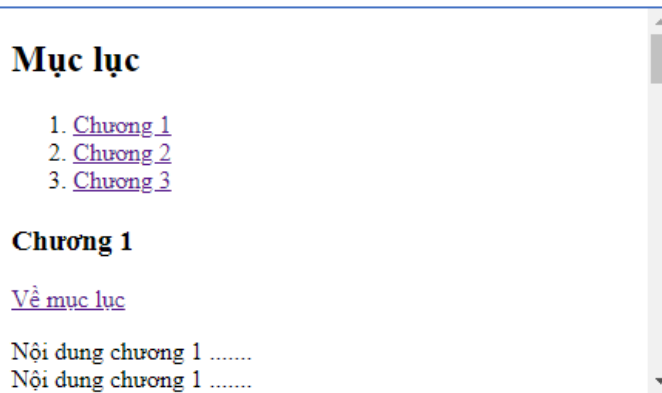 Mục lục
1. Chương 1
2. Chương 2
3. Chương 3
Chương 1
Về mục lục
Nội dung chương 1 .......
Nội dung chương 1 .......